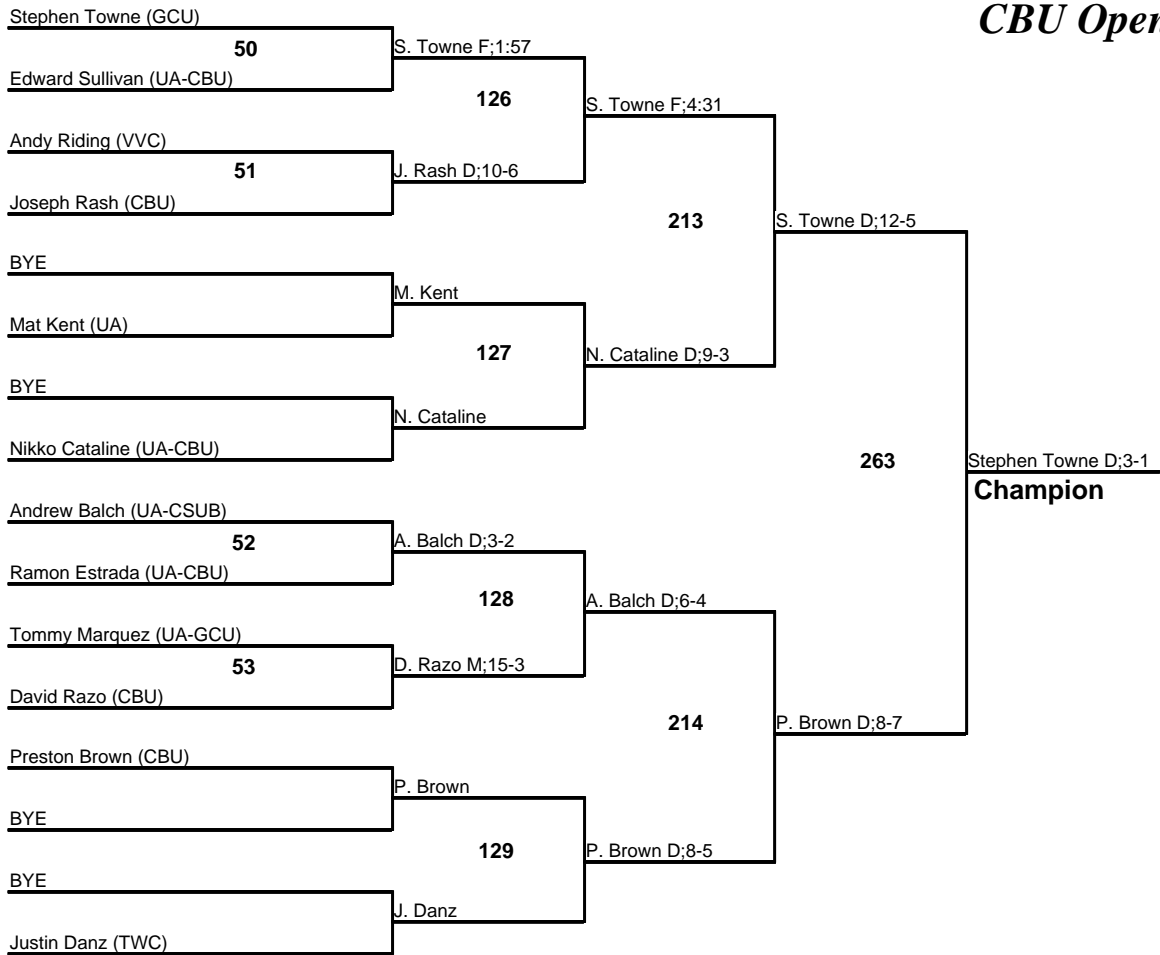 CBU Open
Stephen Towne (GCU)
50
Edward Sullivan (UA-CBU)
S. Towne F;1:57
126
Andy Riding (VVC)
51
Joseph Rash (CBU)
J. Rash D;10-6
S. Towne F;4:31
213
BYE
Mat Kent (UA)
M. Kent
127
BYE
Nikko Cataline (UA-CBU)
N. Cataline
N. Cataline D;9-3
S. Towne D;12-5
263
Stephen Towne D;3-1
Champion
Andrew Balch (UA-CSUB)
52
Ramon Estrada (UA-CBU)
A. Balch D;3-2
128
Tommy Marquez (UA-GCU)
53
David Razo (CBU)
D. Razo M;15-3
A. Balch D;6-4
214
Preston Brown (CBU)
BYE
P. Brown
129
BYE
Justin Danz (TWC)
J. Danz
P. Brown D;8-5
P. Brown D;8-7